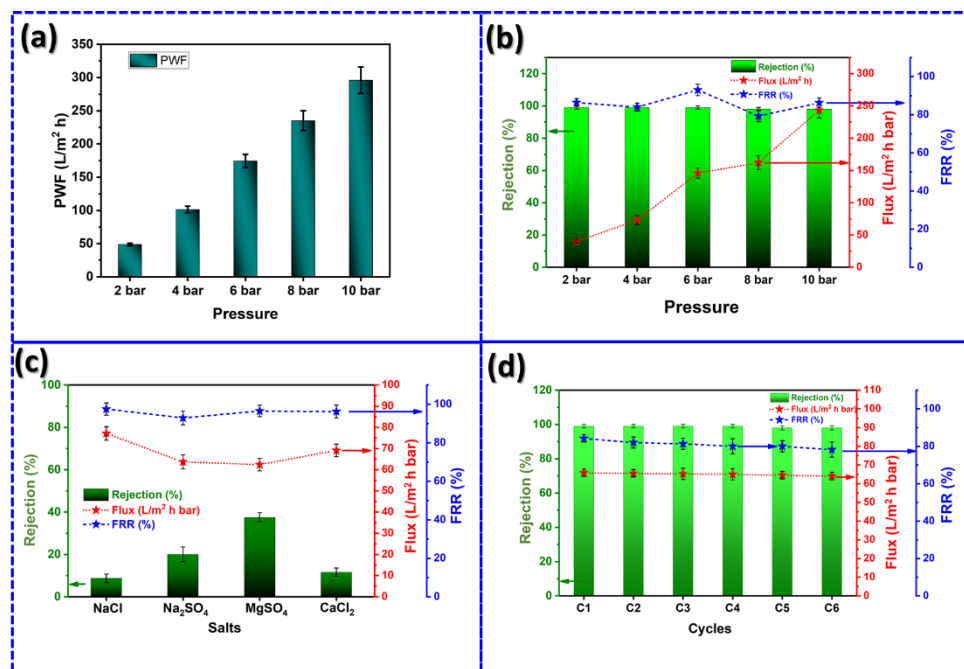 (a)
PWF
PWF (L/m² h)
350
300
250
200
150
100
50
0
2 bar
4 bar
6 bar
8 bar
10 bar
Pressure
(b)
Rejection (%)
Flux (L/m² h)
FRR (%)
Rejection (%)
120
100
80
60
40
20
0
2 bar
4 bar
6 bar
8 bar
10 bar
Pressure
300
250
200
150
100
50
0
Flux (L/m² h bar)
100
80
60
40
20
0
FRR (%)
(c)
Rejection (%)
100
80
60
40
20
0
Rejection (%)
Flux (L/m² h bar)
FRR (%)
NaCl
Na₂SO₄
MgSO₄
CaCl₂
Salts
100
90
80
70
60
50
40
30
20
10
0
Flux (L/m² h bar)
100
80
60
40
20
0
FRR (%)
(d)
Rejection (%)
Flux (L/m² h bar)
FRR (%)
Rejection (%)
120
100
80
60
40
20
0
C1
C2
C3
C4
C5
C6
Cycles
110
100
90
80
70
60
50
40
30
20
10
0
Flux (L/m² h bar)
100
80
60
40
20
0
FRR (%)